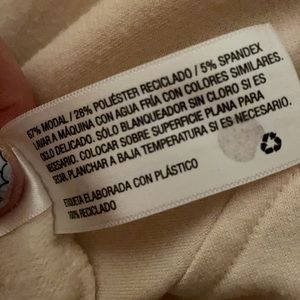 67% MODAL / 28% POLIÉSTER RECICLADO / 5% SPANDEX
LAVAR A MÁQUINA CON AGUA FRÍA CON COLORES SIMILARES.
CICLO DELICADO. SÓLO BLANQUEADOR SIN CLORO SI ES
NECESARIO. COLOCAR SOBRE SUPERFICIE PLANA PARA
SECAR. PLANCHAR A BAJA TEMPERATURA SI ES NECESARIO.
ETIQUETA ELABORADA CON PLÁSTICO
100% RECICLADO